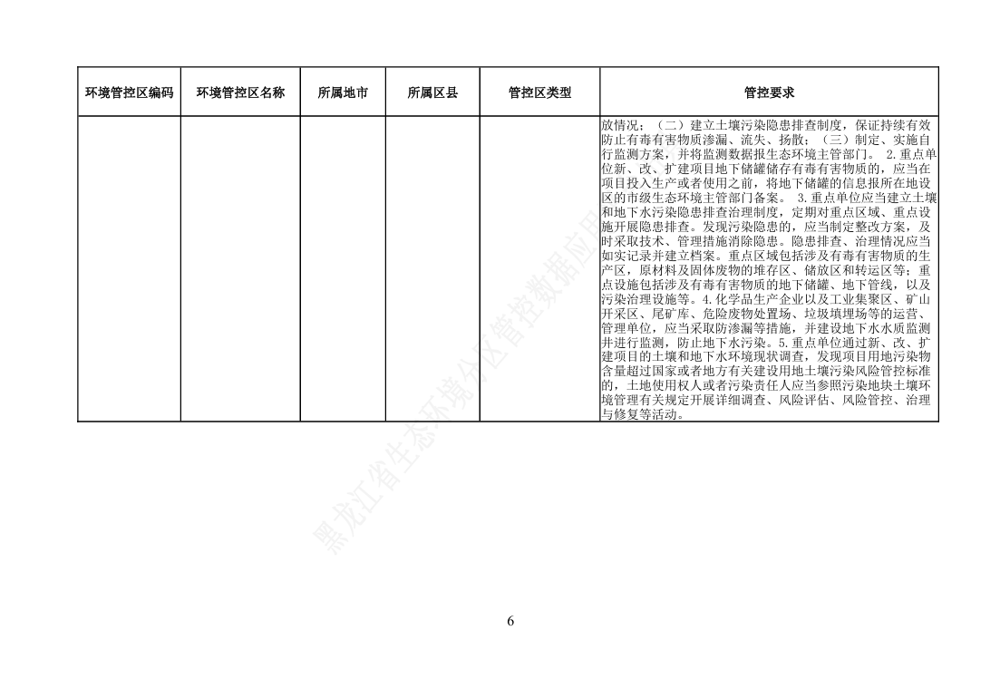 环境管控区编码 环境管控区名称 所属地市 所属区县 管控区类型 管控要求
放情况；（二）建立土壤污染隐患排查制度，保证持续有效
防止有毒有害物质渗漏、流失、扬散；（三）制定、实施自
行监测方案，并将监测数据报生态环境主管部门。 2.重点单
位新、改、扩建项目地下储罐储存有毒有害物质的，应当在
项目投入生产或者使用之前，将地下储罐的信息报所在地设
区的市级生态环境主管部门备案。 3.重点单位应当建立土壤
和地下水污染隐患排查治理制度，定期对重点区域、重点设
施开展隐患排查。发现污染隐患的，应当制定整改方案，及
时采取技术、管理措施消除隐患。隐患排查、治理情况应当
如实记录并建立档案。重点区域包括涉及有毒有害物质的生
产区，原材料及固体废物的堆存区、储放区和转运区等；重
点设施包括涉及有毒有害物质的地下储罐、地下管线，以及
污染治理设施等。4.化学品生产企业以及工业集聚区、矿山
开采区、尾矿库、危险废物处置场、垃圾填埋场等的运营、
管理单位，应当采取防渗漏等措施，并建设地下水水质监测
井进行监测，防止地下水污染。5.重点单位通过新、改、扩
建项目的土壤和地下水环境现状调查，发现项目用地污染物
含量超过国家或者地方有关建设用地土壤污染风险管控标准
的，土地使用权人或者污染责任人应当参照污染地块土壤环
境管理有关规定开展详细调查、风险评估、风险管控、治理
与修复等活动。
黑龙江省生态环境分区管控数据应用
6